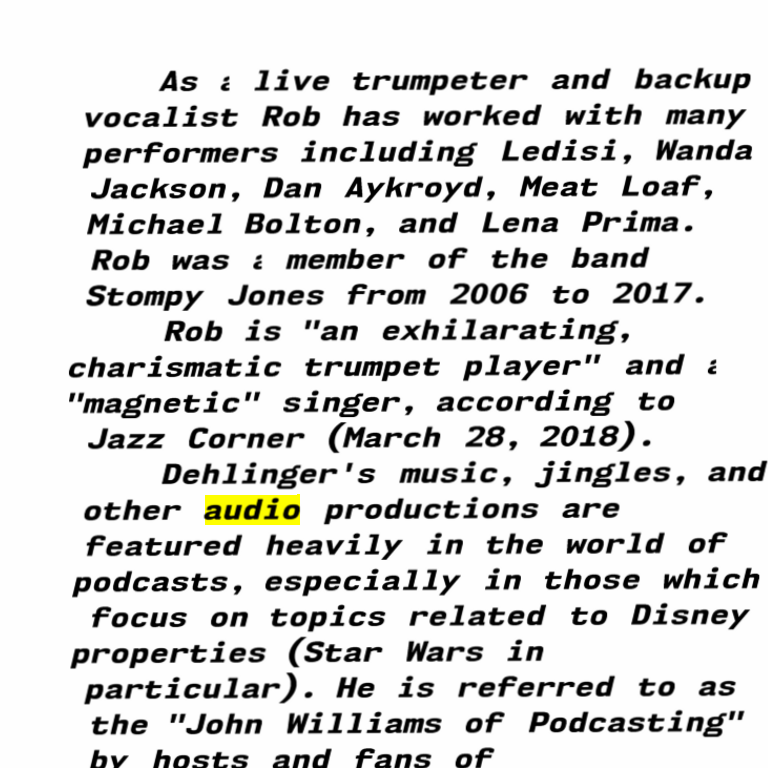 As a live trumpeter and backup
vocalist Rob has worked with many
performers including Ledisi, Wanda
Jackson, Dan Aykroyd, Meat Loaf,
Michael Bolton, and Lena Prima.
Rob was a member of the band
Stompy Jones from 2006 to 2017.
Rob is "an exhilarating,
charismatic trumpet player" and a
"magnetic" singer, according to
Jazz Corner (March 28, 2018).
Dehlinger's music, jingles, and
other audio productions are
featured heavily in the world of
podcasts, especially in those which
focus on topics related to Disney
properties (Star Wars in
particular). He is referred to as
the "John Williams of Podcasting"
by hosts and fans of